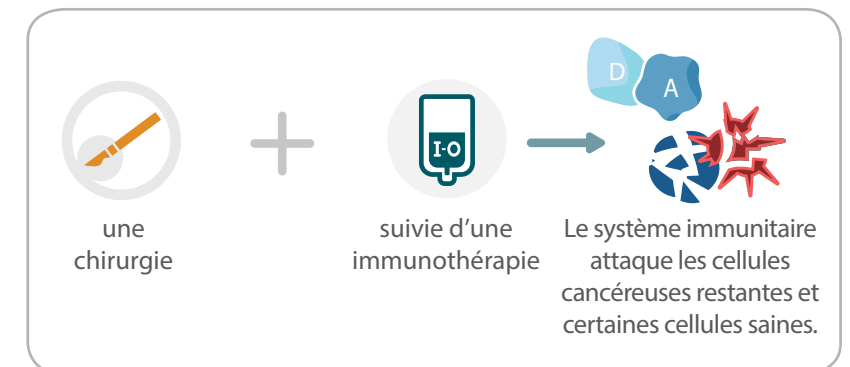 D
A
I-O
une
chirurgie
suivie d’une
immunothérapie
Le système immunitaire
attaque les cellules
cancéreuses restantes et
certaines cellules saines.